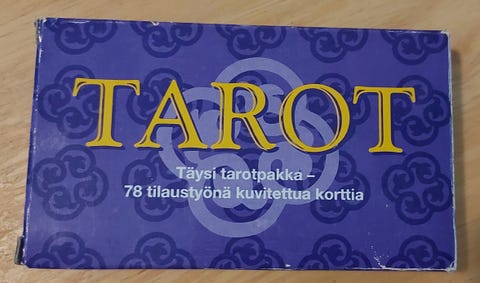 TAROT
Täysi tarotpakka –
78 tilaustyönä kuvitettua korttia